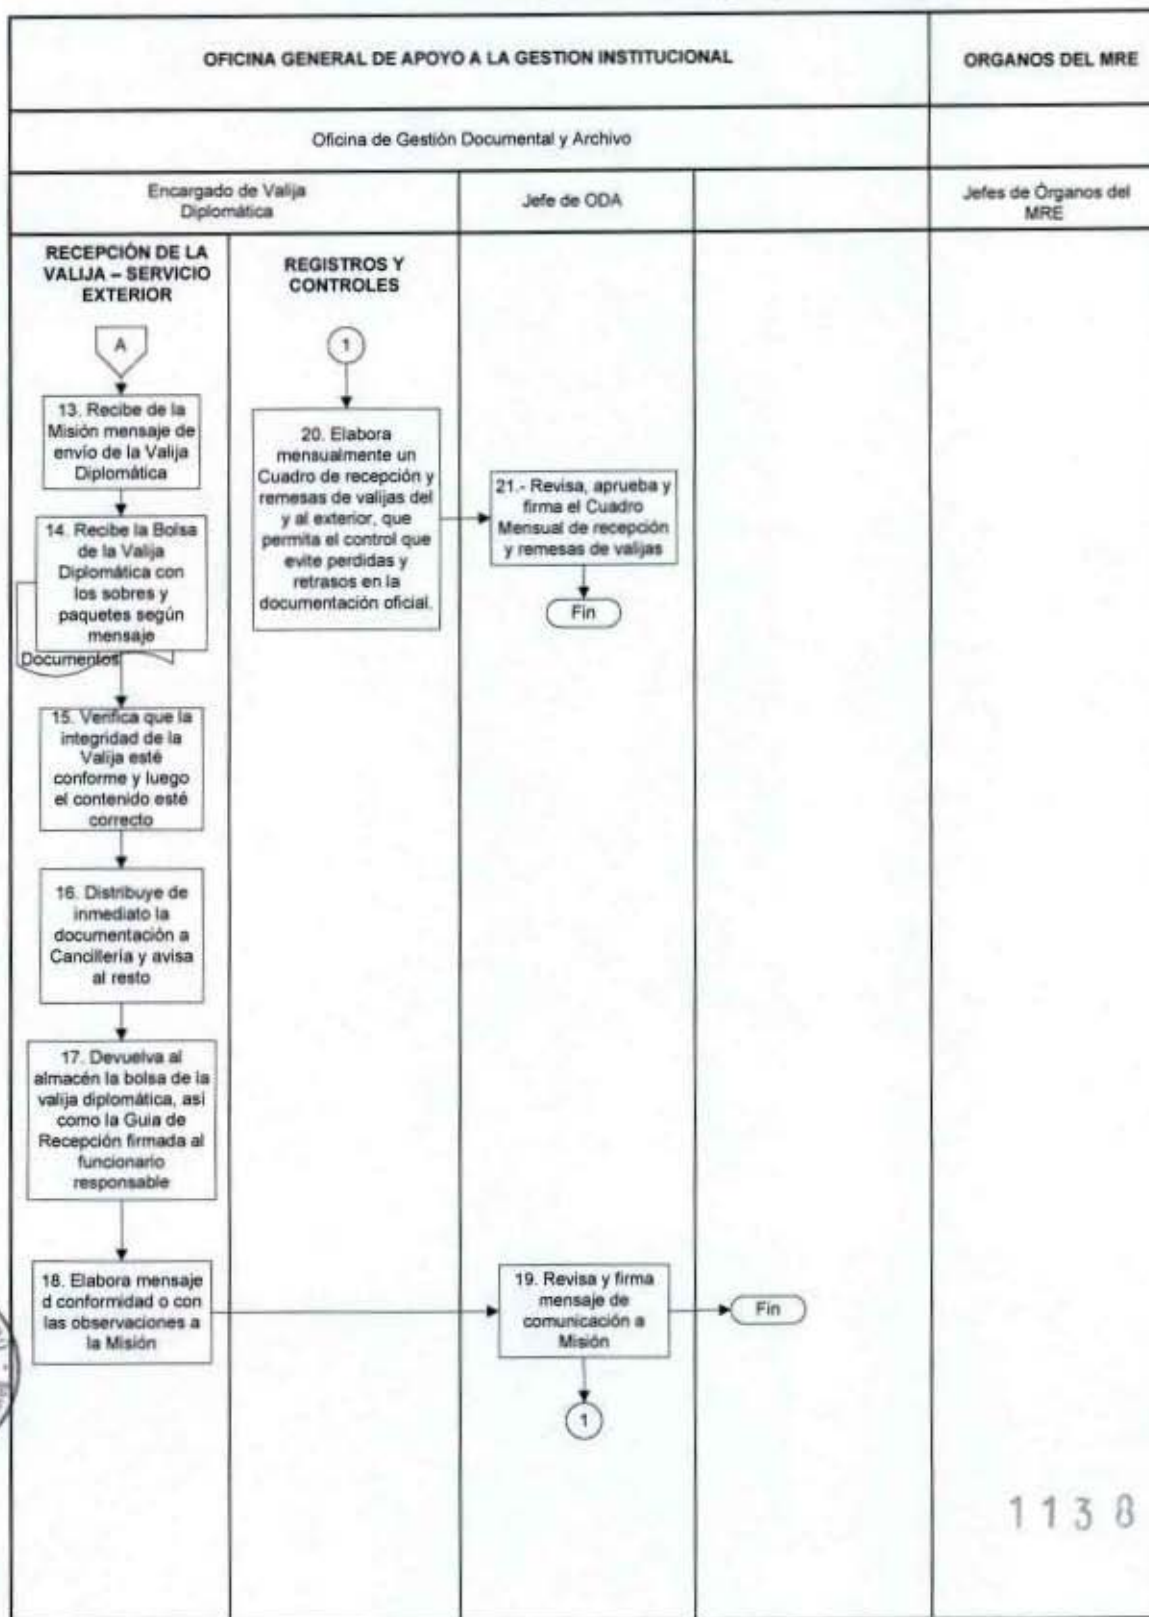 OFICINA GENERAL DE APOYO A LA GESTION INSTITUCIONAL
ORGANOS DEL MRE
Oficina de Gestión Documental y Archivo
Encargado de Valija
Diplomática
Jefe de ODA
Jefes de Órganos del
MRE
RECEPCIÓN DE LA
VALIJA – SERVICIO
EXTERIOR
A
13. Recibe de la
Misión mensaje de
envío de la Valija
Diplomática
14. Recibe la Bolsa
de la Valija
Diplomática con
los sobres y
paquetes según
mensaje
Documentos
15. Verifica que la
integridad de la
Valija esté
conforme y luego
el contenido esté
correcto
16. Distribuye de
inmediato la
documentación a
Cancillería y avisa
al resto
17. Devuelva al
almacén la bolsa de la
valija diplomática, asi
como la Guia de
Recepción firmada al
funcionario
responsable
18. Elabora mensaje
d conformidad o con
las observaciones a
la Misión
REGISTROS Y
CONTROLES
1
20. Elabora
mensualmente un
Cuadro de recepción y
remesas de valijas del
y al exterior, que
permita el control que
evite perdidas y
retrasos en la
documentación oficial.
21.- Revisa, aprueba y
firma el Cuadro
Mensual de recepción
y remesas de valijas
Fin
19. Revisa y firma
mensaje de
comunicación a
Misión
Fin
1
1138